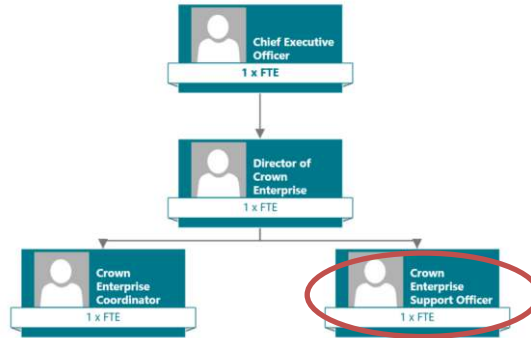 Chief Executive
Officer
1 x FTE
Director of
Crown
Enterprise
1 x FTE
Crown
Enterprise
Coordinator
1 x FTE
Crown
Enterprise
Support Officer
1 x FTE